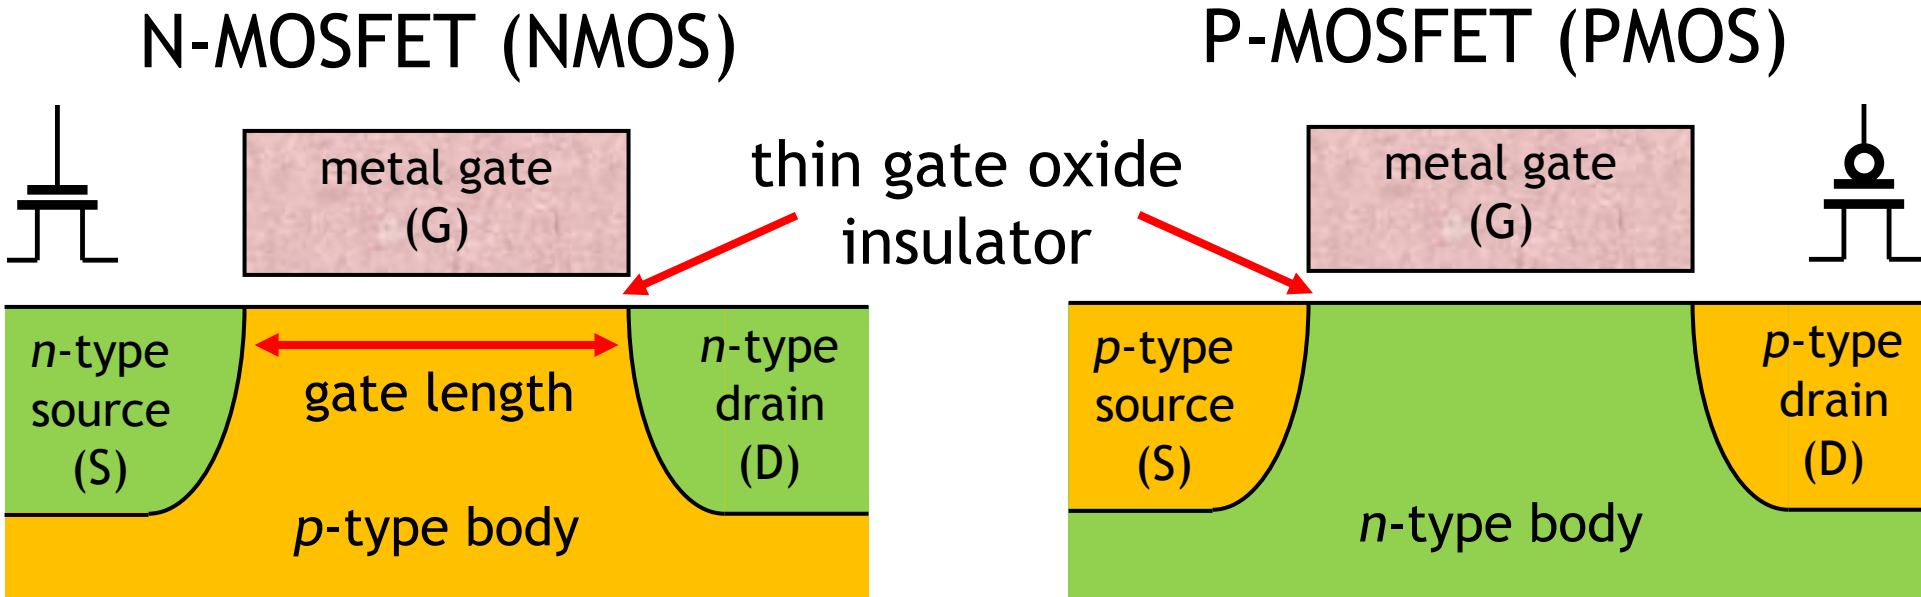 N-MOSFET (NMOS)
P-MOSFET (PMOS)
metal gate
(G)
thin gate oxide
insulator
metal gate
(G)
n-type
source
(S)
gate length
n-type
drain
(D)
p-type body
p-type
source
(S)
p-type
drain
(D)
n-type body